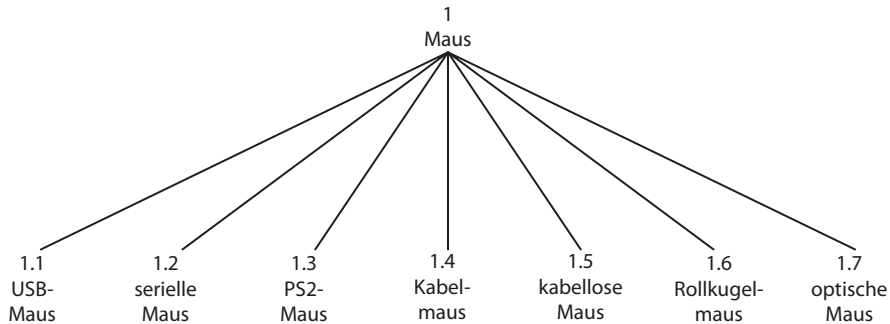 1
Maus
1.1
USB-
Maus
1.2
serielle
Maus
1.3
PS2-
Maus
1.4
Kabel-
maus
1.5
kabellose
Maus
1.6
Rollkugel-
maus
1.7
optische
Maus